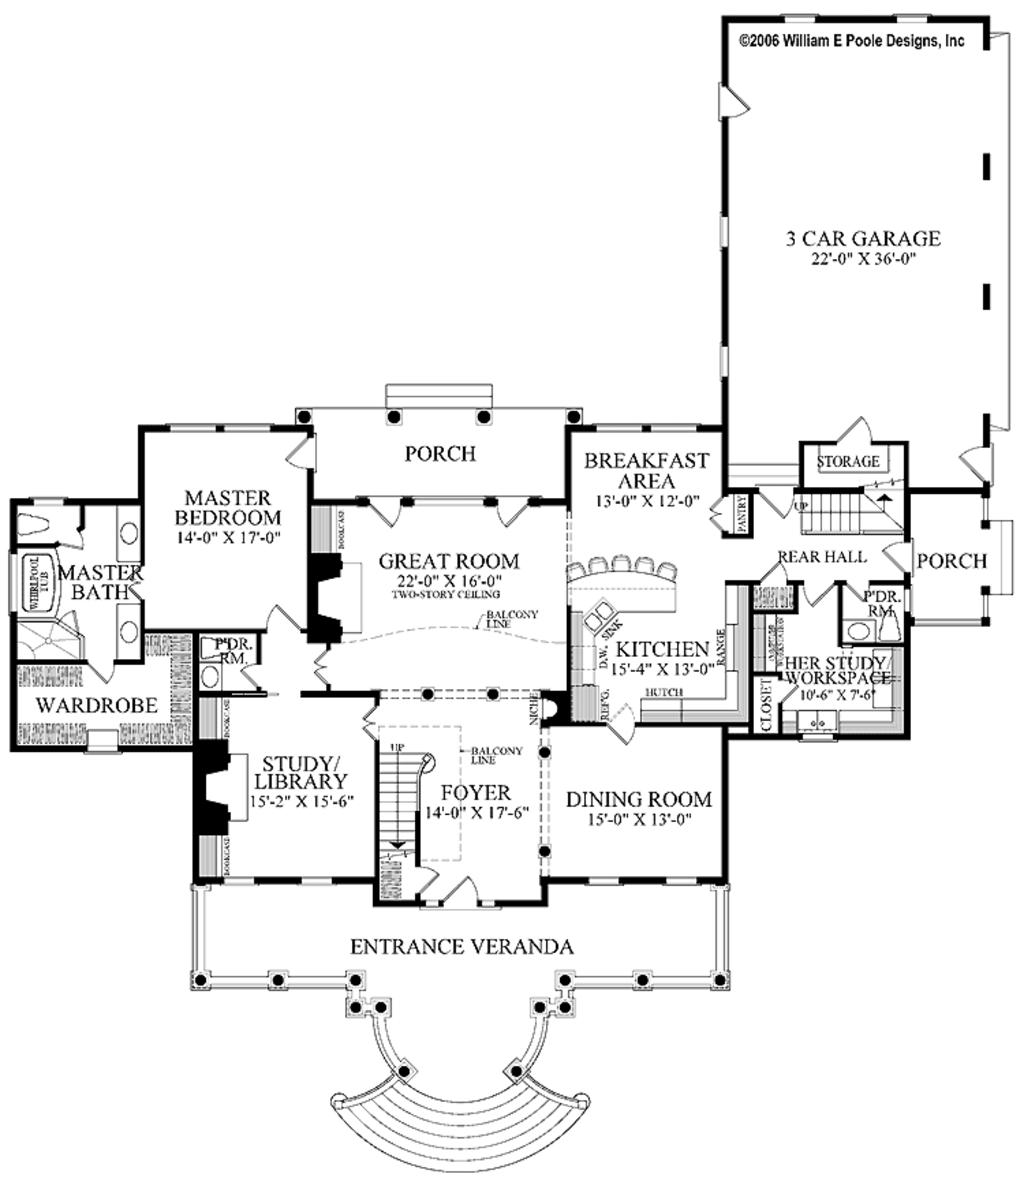 ©2006 William E Poole Designs, Inc
3 CAR GARAGE
22'-0" X 36'-0"
PORCH
BREAKFAST
AREA
13'-0" X 12'-0"
STORAGE
MASTER
BEDROOM
14'-0" X 17'-0"
BOOKCASE
PANTRY
UP
REAR HALL
PORCH
GREAT ROOM
22'-0" X 16'-0"
TWO-STORY CEILING
WHIRLPOOL
TUB
MASTER
BATH
BALCONY
LINE
P'DR.
RM.
SINK
D.W.
KITCHEN
15'-4" X 13'-0"
RANGE
REF'G.
HUTCH
P'DR.
RM.
HER STUDY/
WORKSPACE
10'-6" X 7'-6"
CLOSET
WARDROBE
NICHE
BOOKCASE
UP
BALCONY
LINE
STUDY/
LIBRARY
15'-2" X 15'-6"
FOYER
14'-0" X 17'-6"
DINING ROOM
15'-0" X 13'-0"
BOOKCASE
ENTRANCE VERANDA